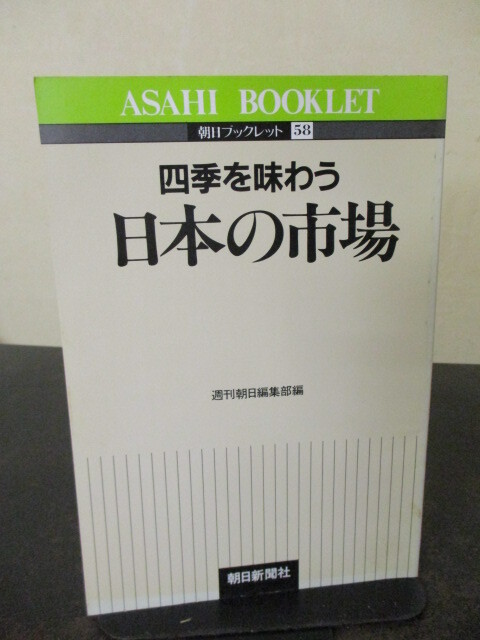 ASAHI BOOKLET
朝日ブックレット 58
四季を味わう
日本の市場
週刊朝日編集部編
朝日新聞社